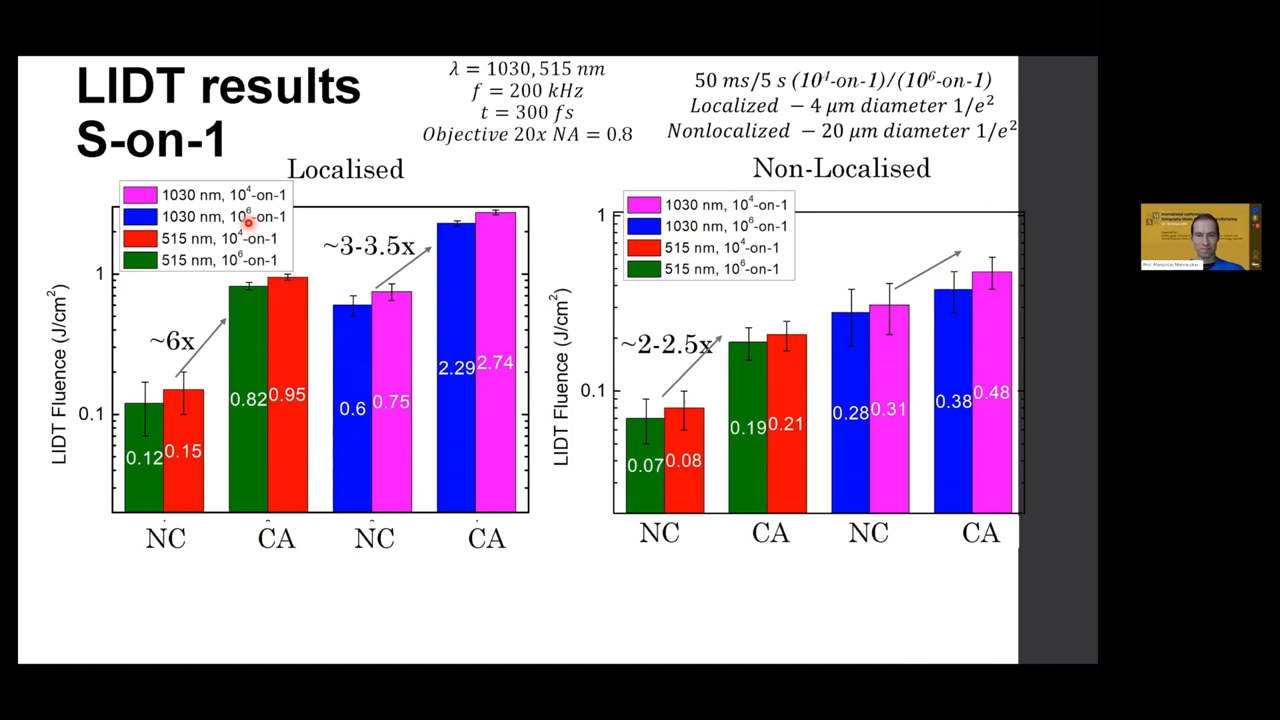 LIDT results
S-on-1
λ = 1030, 515 nm
f = 200 kHz
t = 300 fs
Objective 20x NA = 0.8
50 ms/5 s (10⁴-on-1)/(10⁶-on-1)
Localized − 4 μm diameter 1/e²
Nonlocalized − 20 μm diameter 1/e²
Localised
1030 nm, 10⁴-on-1
1030 nm, 10⁶-on-1
515 nm, 10⁴-on-1
515 nm, 10⁶-on-1
LIDT Fluence (J/cm²)
1
0.1
~6x
~3-3.5x
0.12
0.15
0.82
0.95
0.6
0.75
2.29
2.74
NC
CA
NC
CA
Non-Localised
1030 nm, 10⁴-on-1
1030 nm, 10⁶-on-1
515 nm, 10⁴-on-1
515 nm, 10⁶-on-1
LIDT Fluence (J/cm²)
1
0.1
~2-2.5x
0.07
0.08
0.19
0.21
0.28
0.31
0.38
0.48
NC
CA
NC
CA